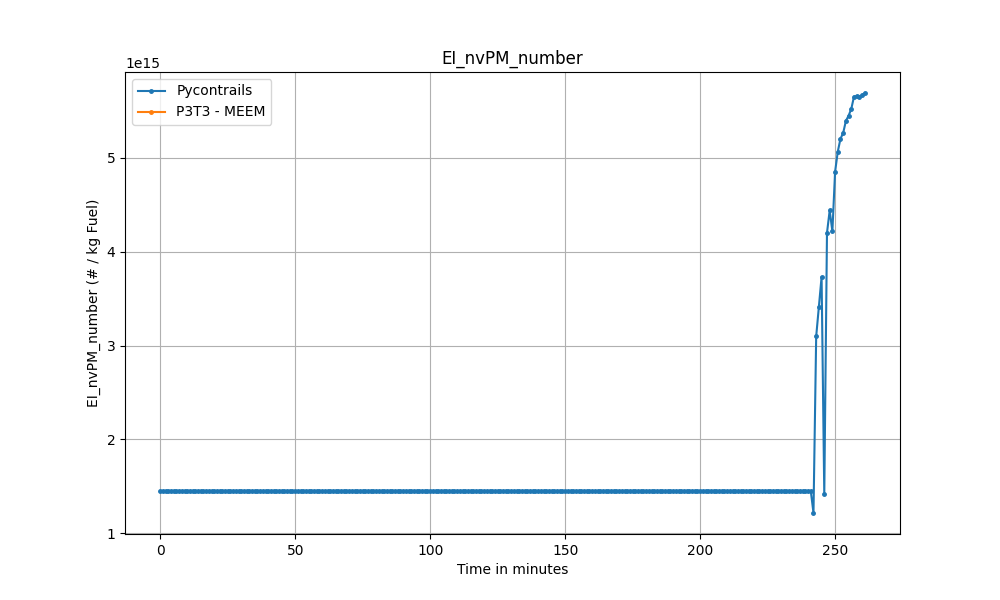 EI_nvPM_number
1e15
Pycontrails
P3T3 - MEEM
5
4
3
2
1
EI_nvPM_number (# / kg Fuel)
0 50 100 150 200 250
Time in minutes